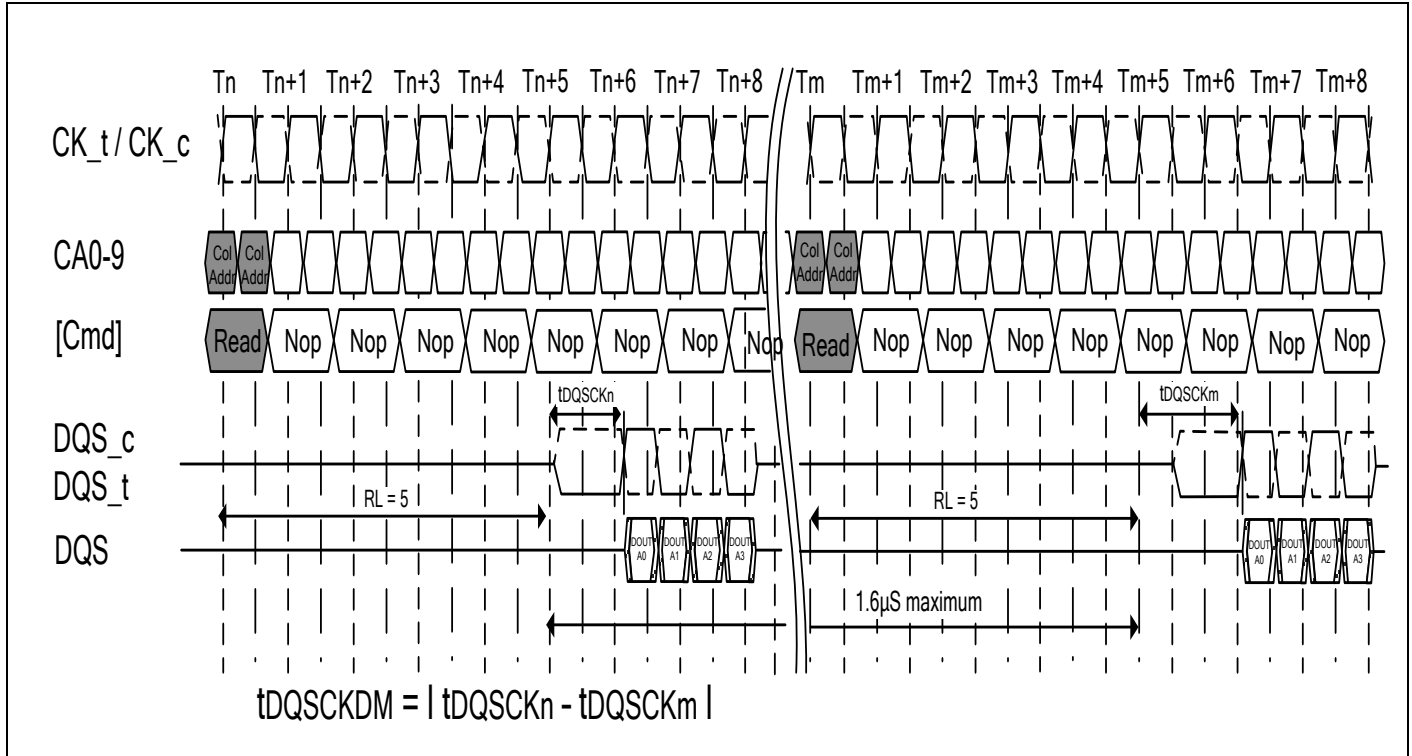 Tn Tn+1 Tn+2 Tn+3 Tn+4 Tn+5 Tn+6 Tn+7 Tn+8 Tm Tm+1 Tm+2 Tm+3 Tm+4 Tm+5 Tm+6 Tm+7 Tm+8
CK_t / CK_c
CA0-9 Col Addr Col Addr Col Addr Col Addr
[Cmd] Read Nop Nop Nop Nop Nop Nop Nop Nop Read Nop Nop Nop Nop Nop Nop Nop Nop
tDQSCKn tDQSCKm
DQS_c
DQS_t
RL = 5 RL = 5
DQS DOUT A0 DOUT A1 DOUT A2 DOUT A3 DOUT A0 DOUT A1 DOUT A2 DOUT A3
1.6µS maximum
tDQSCKDM = | tDQSCKn - tDQSCKm |